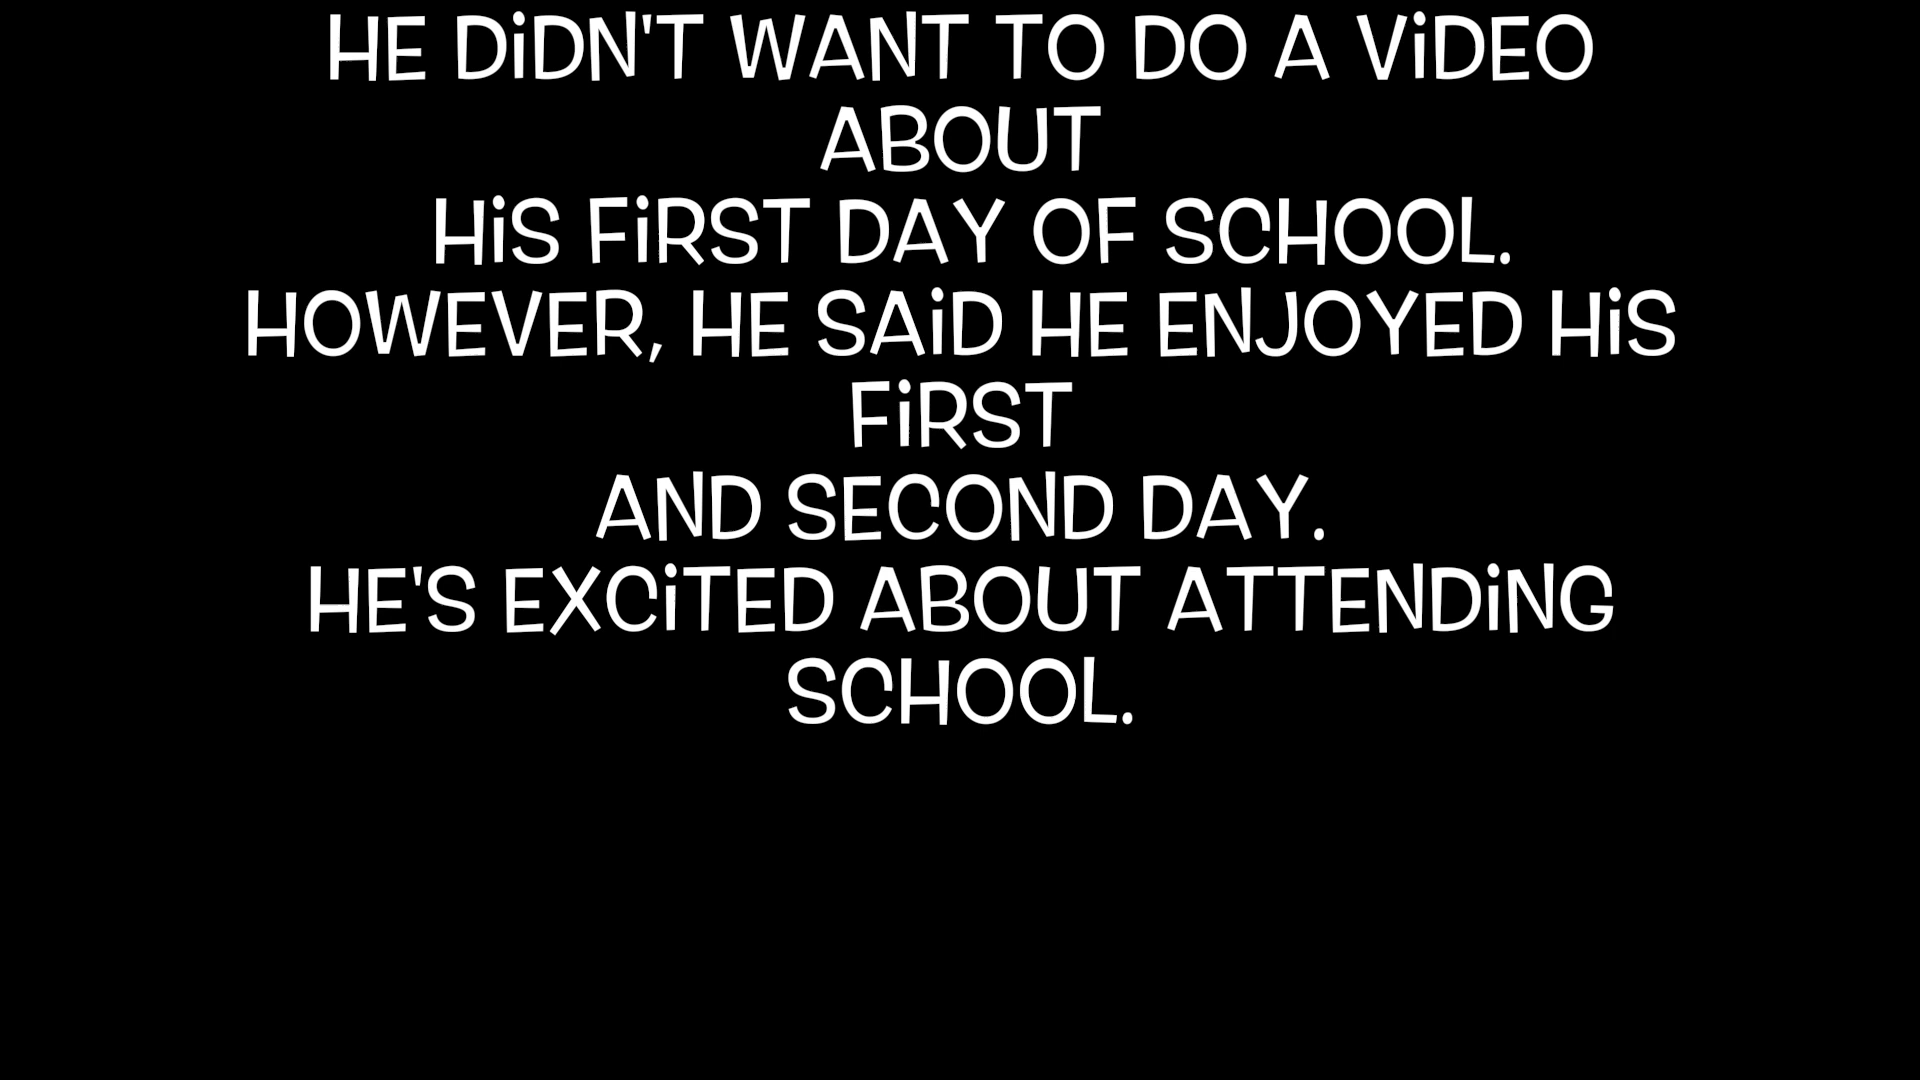 HE DiDN'T WANT TO DO A ViDEO
ABOUT
HiS FiRST DAY OF SCHOOL.
HOWEVER, HE SAiD HE ENJOYED HiS
FiRST
AND SECOND DAY.
HE'S EXCiTED ABOUT ATTENDiNG
SCHOOL.